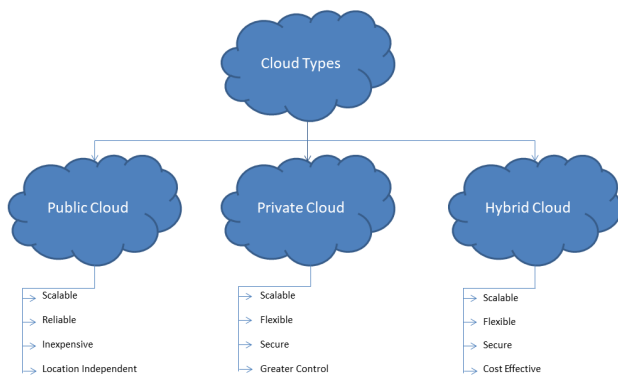 Cloud Types
Public Cloud
Private Cloud
Hybrid Cloud
Scalable
Reliable
Inexpensive
Location Independent
Scalable
Flexible
Secure
Greater Control
Scalable
Flexible
Secure
Cost Effective